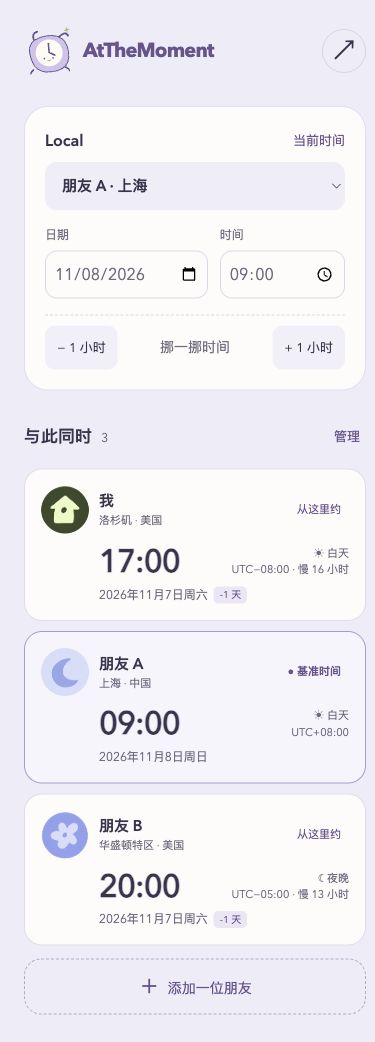 AtTheMoment
Local
当前时间
朋友 A · 上海
日期
时间
11/08/2026
09:00
− 1 小时
挪一挪时间
+ 1 小时
与此同时 3
管理
我
洛杉矶 · 美国
从这里约
17:00
☀ 白天
UTC−08:00 · 慢 16 小时
2026年11月7日周六 -1 天
朋友 A
上海 · 中国
● 基准时间
09:00
☀ 白天
UTC+08:00
2026年11月8日周日
朋友 B
华盛顿特区 · 美国
从这里约
20:00
☾ 夜晚
UTC−05:00 · 慢 13 小时
2026年11月7日周六 -1 天
+ 添加一位朋友